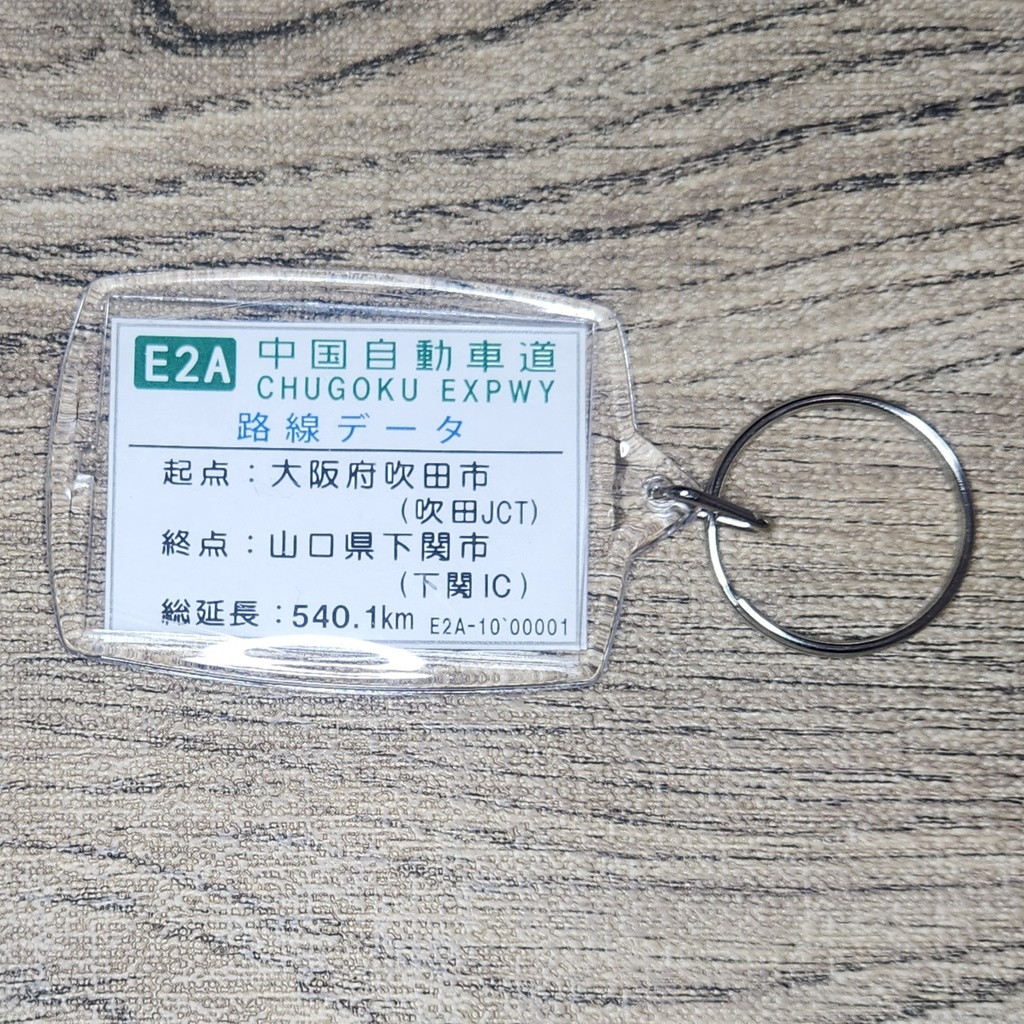 E2A 中国自動車道
CHUGOKU EXPWY
路線データ
起点：大阪府吹田市
(吹田JCT)
終点：山口県下関市
(下関IC)
総延長：540.1km E2A-10`00001